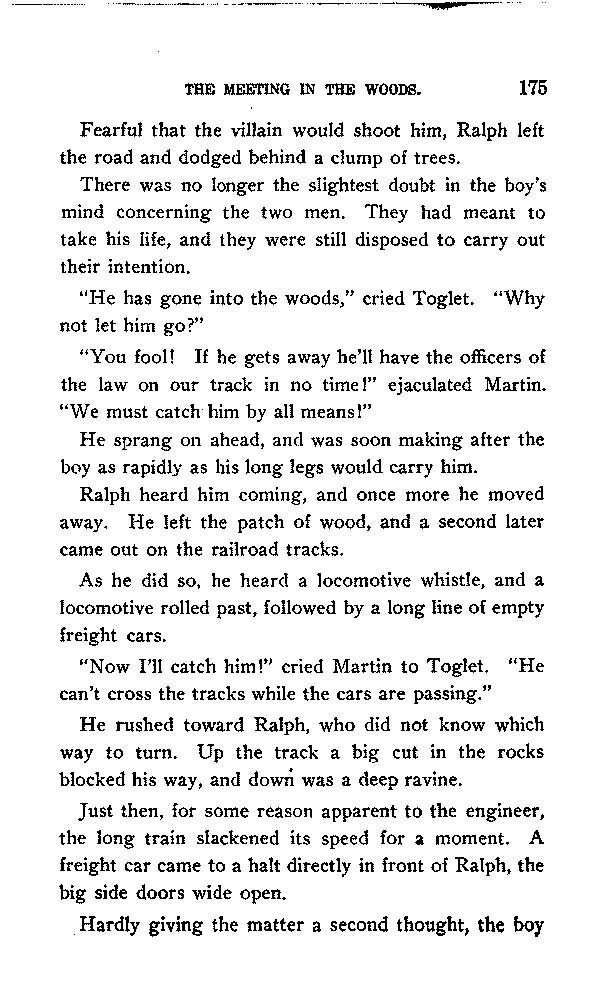 THE MEETING IN THE WOODS. 175
Fearful that the villain would shoot him, Ralph left
the road and dodged behind a clump of trees.
There was no longer the slightest doubt in the boy's
mind concerning the two men. They had meant to
take his life, and they were still disposed to carry out
their intention.
"He has gone into the woods," cried Toglet. "Why
not let him go?"
"You fool! If he gets away he'll have the officers of
the law on our track in no time!" ejaculated Martin.
"We must catch him by all means!"
He sprang on ahead, and was soon making after the
boy as rapidly as his long legs would carry him.
Ralph heard him coming, and once more he moved
away. He left the patch of wood, and a second later
came out on the railroad tracks.
As he did so, he heard a locomotive whistle, and a
locomotive rolled past, followed by a long line of empty
freight cars.
"Now I'll catch him!" cried Martin to Toglet. "He
can't cross the tracks while the cars are passing."
He rushed toward Ralph, who did not know which
way to turn. Up the track a big cut in the rocks
blocked his way, and down was a deep ravine.
Just then, for some reason apparent to the engineer,
the long train slackened its speed for a moment. A
freight car came to a halt directly in front of Ralph, the
big side doors wide open.
Hardly giving the matter a second thought, the boy